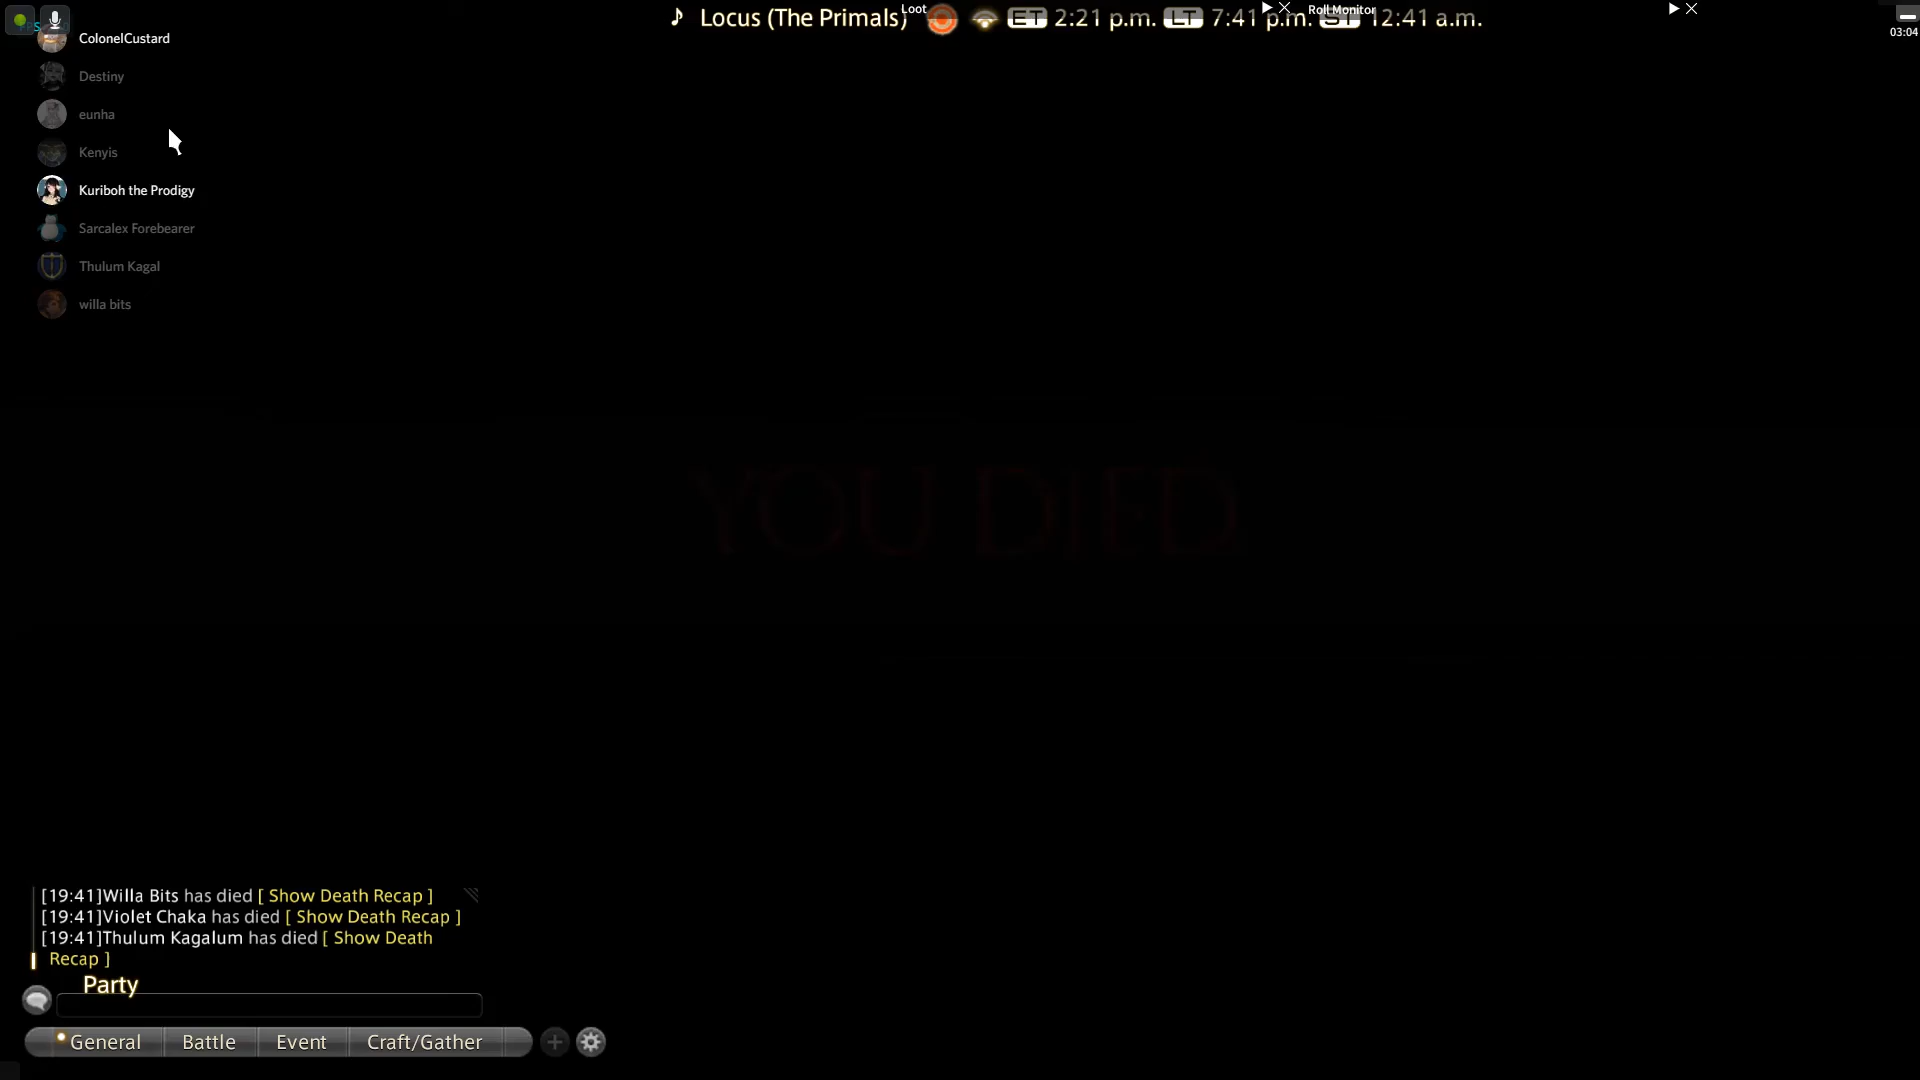 Locus (The Primals)
Loot
ET 2:21 p.m. LT 7:41 p.m. ST 12:41 a.m.
Roll Monitor
03:04
ColonelCustard
Destiny
eunha
Kenyis
Kuriboh the Prodigy
Sarcalex Forebearer
Thulum Kagal
willa bits
YOU DIED
[19:41]Willa Bits has died [ Show Death Recap ]
[19:41]Violet Chaka has died [ Show Death Recap ]
[19:41]Thulum Kagalum has died [ Show Death
Recap ]
Party
General Battle Event Craft/Gather